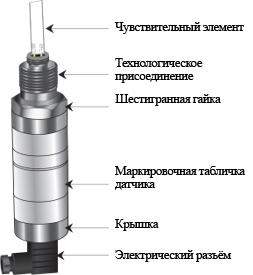 Чувствительный элемент
Технологическое
присоединение
Шестигранная гайка
Маркировочная табличка
датчика
Крышка
Электрический разъём